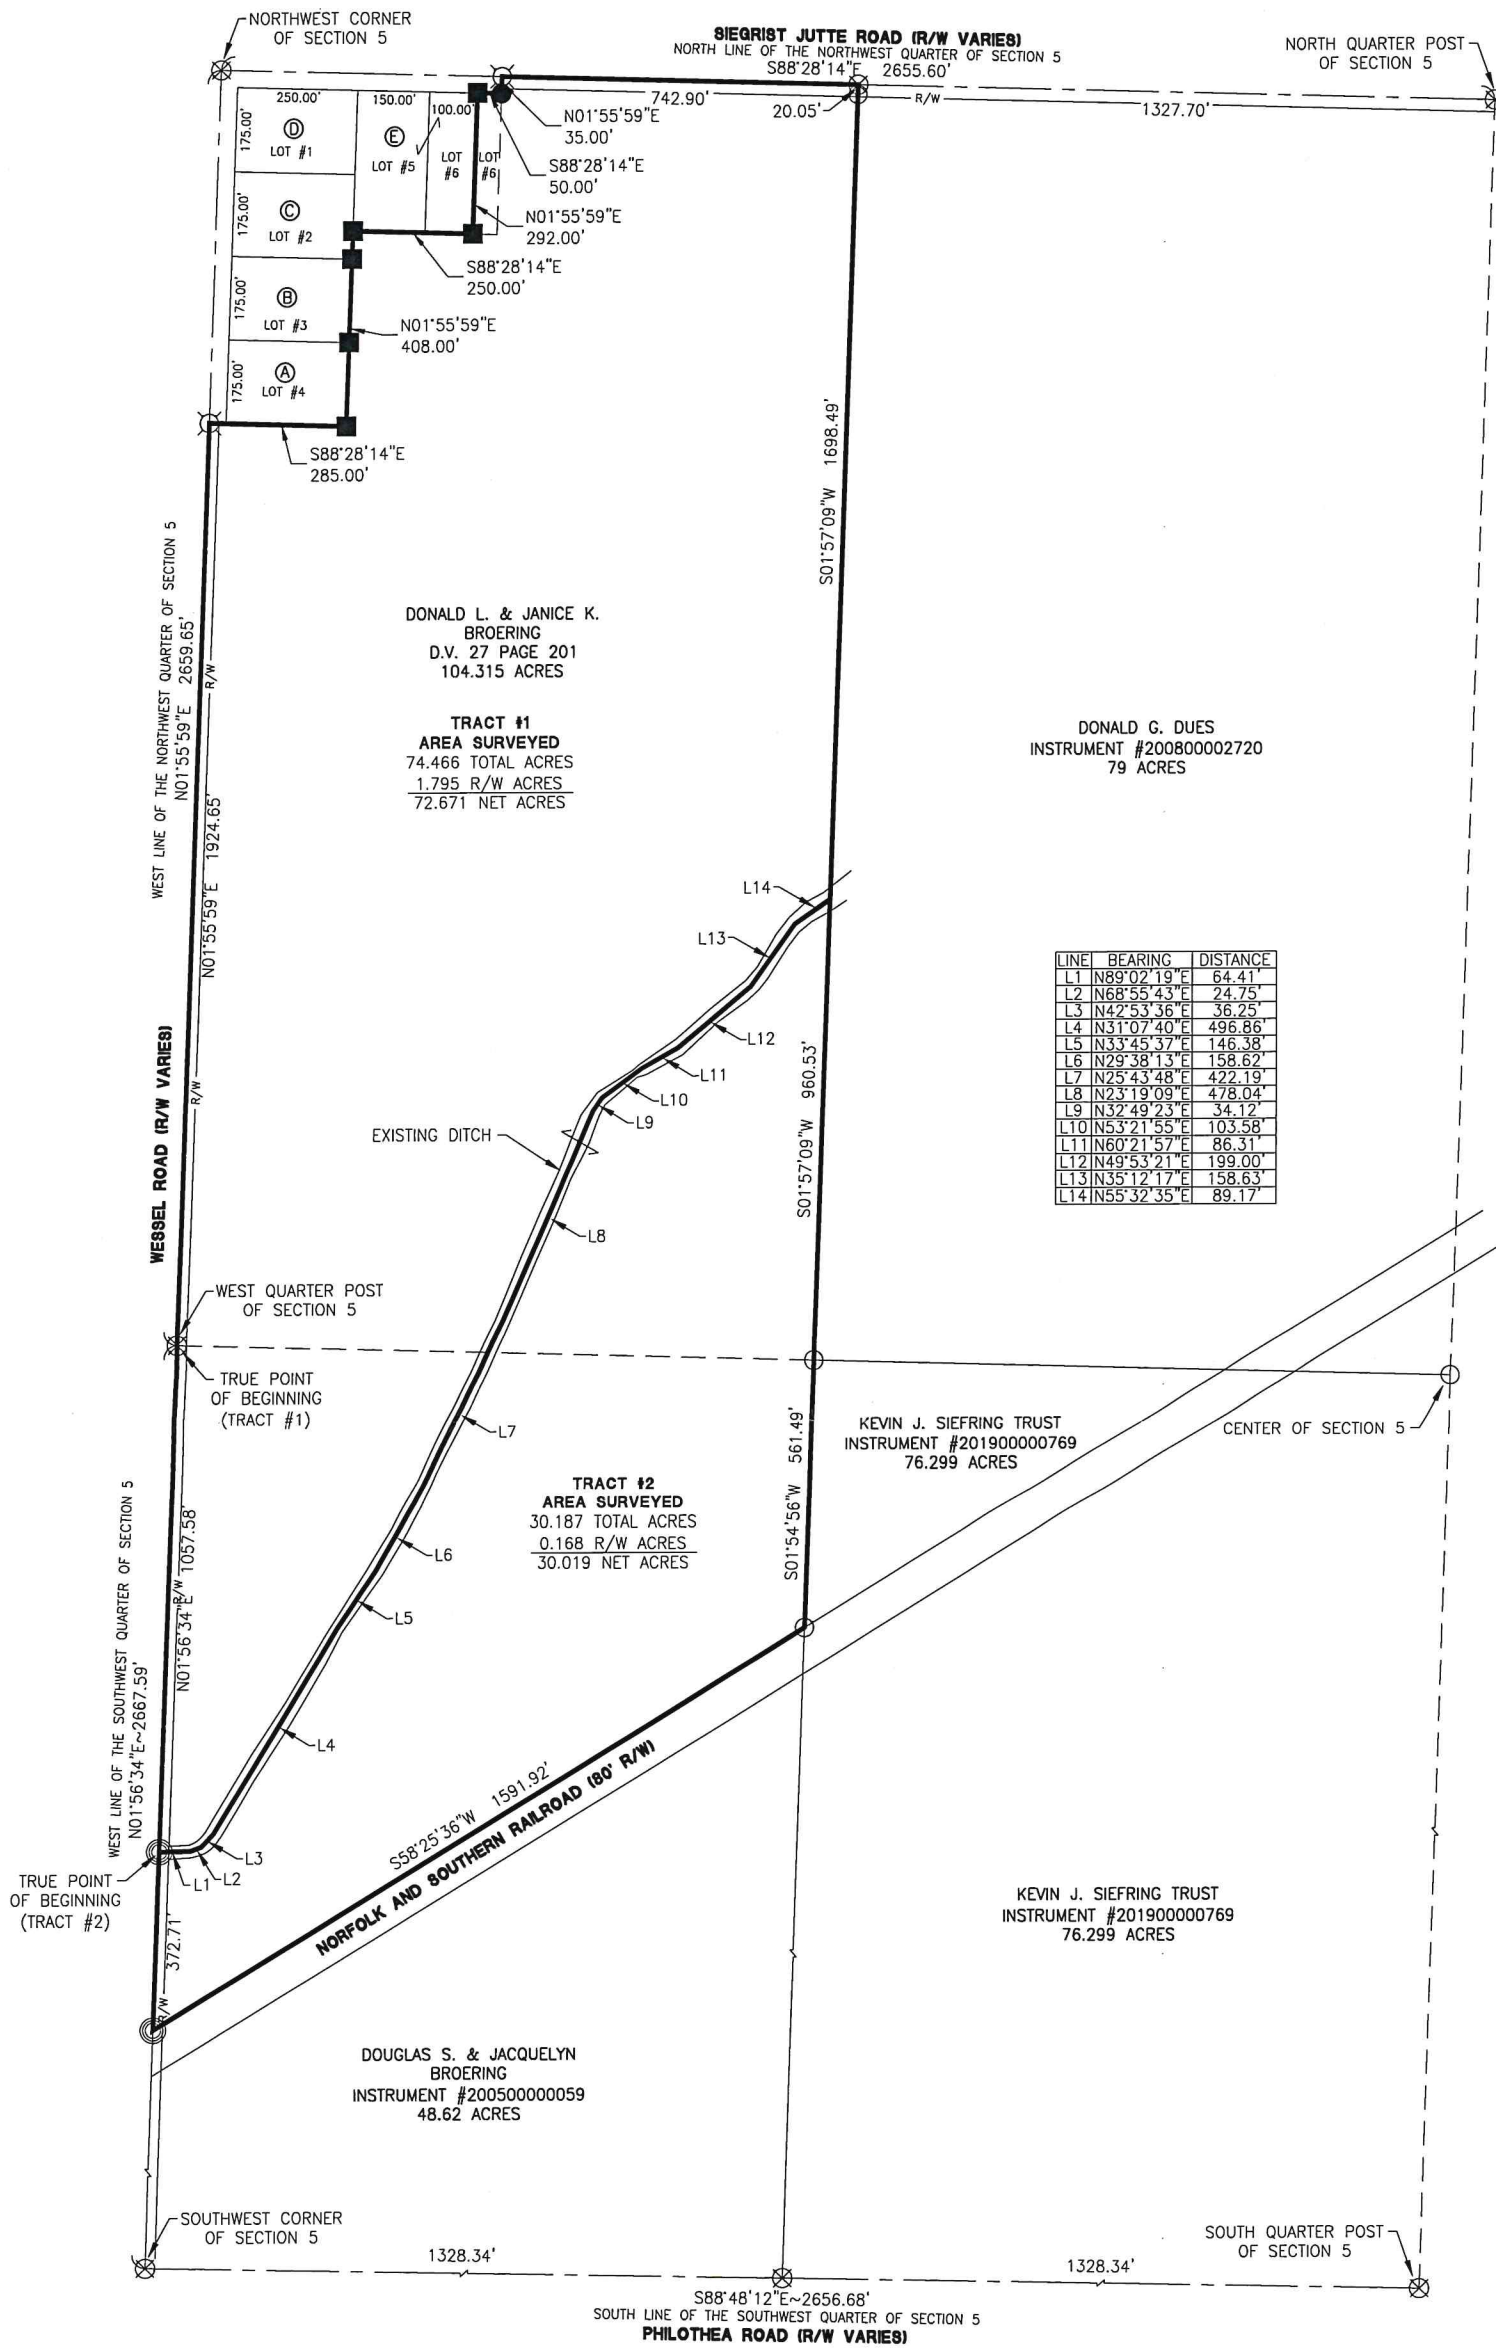 NORTHWEST CORNER
OF SECTION 5
SIEGRIST JUTTE ROAD (R/W VARIES)
NORTH LINE OF THE NORTHWEST QUARTER OF SECTION 5
S88°28'14"E 2655.60'
NORTH QUARTER POST
OF SECTION 5
250.00'
150.00'
100.00'
742.90'
20.05'
R/W
1327.70'
N01°55'59"E
35.00'
S88°28'14"E
50.00'
N01°55'59"E
292.00'
S88°28'14"E
250.00'
N01°55'59"E
408.00'
S88°28'14"E
285.00'
175.00'
D
LOT #1
E
LOT #5
LOT
#6
LOT
#6
175.00'
C
LOT #2
175.00'
B
LOT #3
175.00'
A
LOT #4
S01°57'09"W 1698.49'
WEST LINE OF THE NORTHWEST QUARTER OF SECTION 5
N01°55'59"E 2659.65'
R/W
N01°55'59"E 1924.65'
DONALD L. & JANICE K.
BROERING
D.V. 27 PAGE 201
104.315 ACRES
TRACT #1
AREA SURVEYED
74.466 TOTAL ACRES
1.795 R/W ACRES
72.671 NET ACRES
DONALD G. DUES
INSTRUMENT #200800002720
79 ACRES
L14
L13
L12
L11
L10
L9
EXISTING DITCH
L8
S01°57'09"W 960.53'
LINE BEARING DISTANCE
L1 N89°02'19"E 64.41'
L2 N68°55'43"E 24.75'
L3 N42°53'36"E 36.25'
L4 N31°07'40"E 496.86'
L5 N33°45'37"E 146.38'
L6 N29°38'13"E 158.62'
L7 N25°43'48"E 422.19'
L8 N23°19'09"E 478.04'
L9 N32°49'23"E 34.12'
L10 N53°21'55"E 103.58'
L11 N60°21'57"E 86.31'
L12 N49°53'21"E 199.00'
L13 N35°12'17"E 158.63'
L14 N55°32'35"E 89.17'
WESSEL ROAD (R/W VARIES)
R/W
WEST QUARTER POST
OF SECTION 5
TRUE POINT
OF BEGINNING
(TRACT #1)
L7
KEVIN J. SIEFRING TRUST
INSTRUMENT #201900000769
76.299 ACRES
CENTER OF SECTION 5
S01°54'56"W 561.49'
TRACT #2
AREA SURVEYED
30.187 TOTAL ACRES
0.168 R/W ACRES
30.019 NET ACRES
L6
L5
L4
WEST LINE OF THE SOUTHWEST QUARTER OF SECTION 5
N01°56'34"E~2667.59'
R/W
N01°56'34"E 1057.58'
L3
L2
L1
TRUE POINT
OF BEGINNING
(TRACT #2)
372.71'
R/W
S58°25'36"W 1591.92'
NORFOLK AND SOUTHERN RAILROAD (80' R/W)
KEVIN J. SIEFRING TRUST
INSTRUMENT #201900000769
76.299 ACRES
DOUGLAS S. & JACQUELYN
BROERING
INSTRUMENT #200500000059
48.62 ACRES
SOUTHWEST CORNER
OF SECTION 5
SOUTH QUARTER POST
OF SECTION 5
1328.34'
1328.34'
S88°48'12"E~2656.68'
SOUTH LINE OF THE SOUTHWEST QUARTER OF SECTION 5
PHILOTHEA ROAD (R/W VARIES)